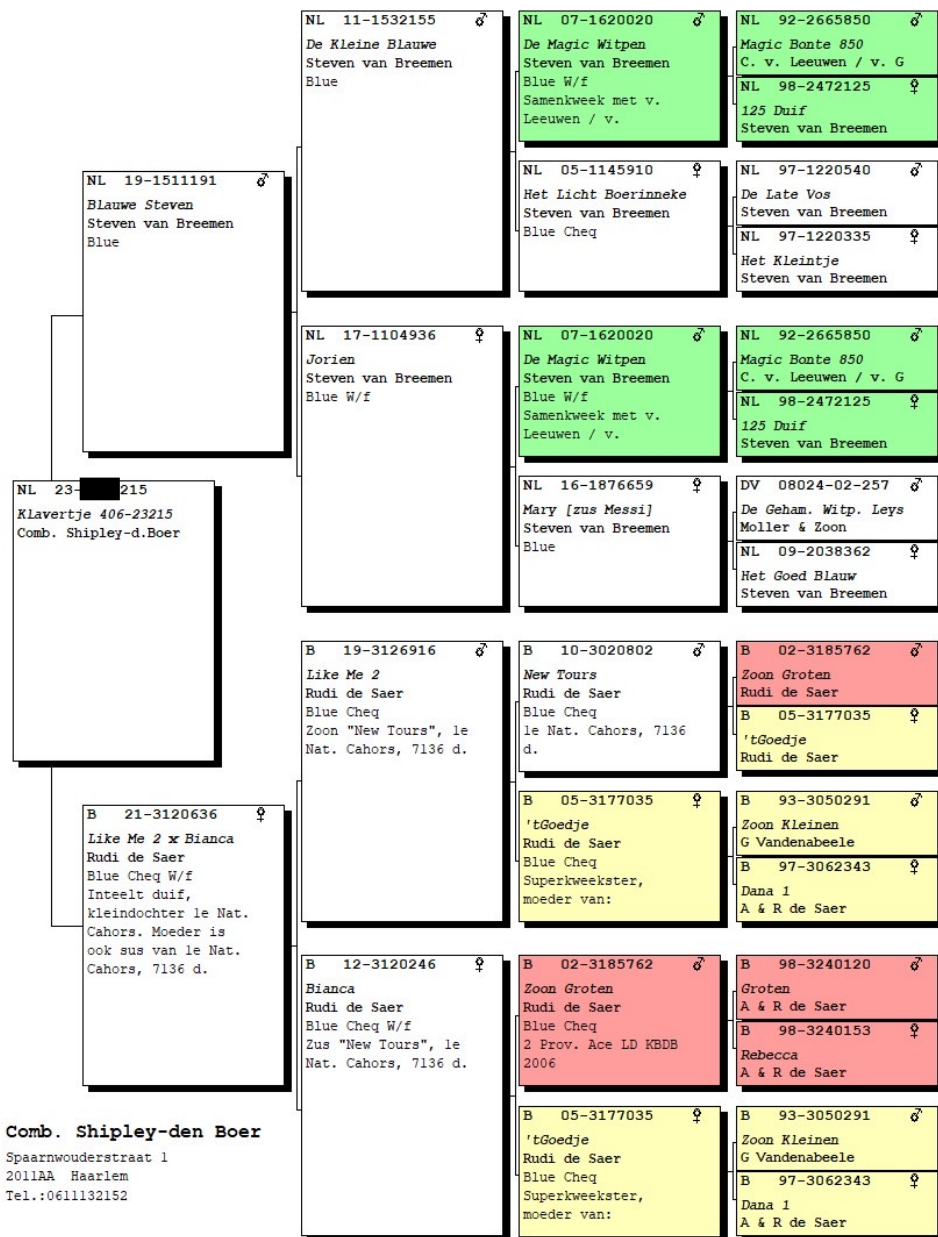 NL 23-215
Klavertje 406-23215
Comb. Shipley-d.Boer
NL 19-1511191 ♂
Blauwe Steven
Steven van Breemen
Blue
B 21-3120636 ♀
Like Me 2 x Bianca
Rudi de Saer
Blue Cheq W/f
Inteelt duif,
kleindochter 1e Nat.
Cahors. Moeder is
ook sus van 1e Nat.
Cahors, 7136 d.
NL 11-1532155 ♂
De Kleine Blauwe
Steven van Breemen
Blue
NL 17-1104936 ♀
Jorien
Steven van Breemen
Blue W/f
B 19-3126916 ♂
Like Me 2
Rudi de Saer
Blue Cheq
Zoon "New Tours", 1e
Nat. Cahors, 7136 d.
B 12-3120246 ♀
Bianca
Rudi de Saer
Blue Cheq W/f
Zus "New Tours", 1e
Nat. Cahors, 7136 d.
NL 07-1620020 ♂
De Magic Witpen
Steven van Breemen
Blue W/f
Samenkweek met v.
Leeuwen / v.
NL 05-1145910 ♀
Het Licht Boerinneke
Steven van Breemen
Blue Cheq
NL 07-1620020 ♂
De Magic Witpen
Steven van Breemen
Blue W/f
Samenkweek met v.
Leeuwen / v.
NL 16-1876659 ♀
Mary [zus Messi]
Steven van Breemen
Blue
B 10-3020802 ♂
New Tours
Rudi de Saer
Blue Cheq
1e Nat. Cahors, 7136
d.
B 05-3177035 ♀
'tGoedje
Rudi de Saer
Blue Cheq
Superkweekster,
moeder van:
B 02-3185762 ♂
Zoon Groten
Rudi de Saer
Blue Cheq
2 Prov. Ace LD KBDB
2006
B 05-3177035 ♀
'tGoedje
Rudi de Saer
Blue Cheq
Superkweekster,
moeder van:
NL 92-2665850 ♂
Magic Bonte 850
C. v. Leeuwen / v. G
NL 98-2472125 ♀
125 Duif
Steven van Breemen
NL 97-1220540 ♂
De Late Vos
Steven van Breemen
NL 97-1220335 ♀
Het Kleintje
Steven van Breemen
NL 92-2665850 ♂
Magic Bonte 850
C. v. Leeuwen / v. G
NL 98-2472125 ♀
125 Duif
Steven van Breemen
DV 08024-02-257 ♂
De Geham. Witp. Leys
Moller & Zoon
NL 09-2038362 ♀
Het Goed Blauw
Steven van Breemen
B 02-3185762 ♂
Zoon Groten
Rudi de Saer
B 05-3177035 ♀
'tGoedje
Rudi de Saer
B 93-3050291 ♂
Zoon Kleinen
G Vandenabeele
B 97-3062343 ♀
Dana 1
A & R de Saer
B 98-3240120 ♂
Groten
A & R de Saer
B 98-3240153 ♀
Rebecca
A & R de Saer
B 93-3050291 ♂
Zoon Kleinen
G Vandenabeele
B 97-3062343 ♀
Dana 1
A & R de Saer
Comb. Shipley-den Boer
Spaarnwouderstraat 1
2011AA Haarlem
Tel.:0611132152